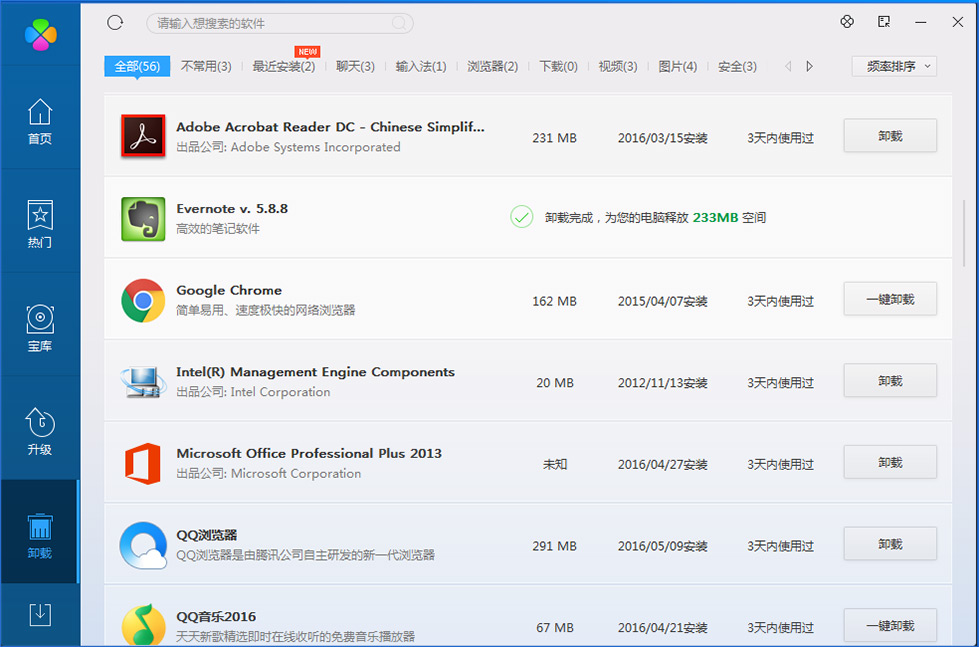 请输入想搜索的软件
全部(56) 不常用(3) 最近安装(2) NEW 聊天(3) 输入法(1) 浏览器(2) 下载(0) 视频(3) 图片(4) 安全(3) 频率排序
首页
热门
宝库
升级
卸载
Adobe Acrobat Reader DC - Chinese Simplif...
出品公司: Adobe Systems Incorporated
231 MB 2016/03/15安装 3天内使用过 卸载
Evernote v. 5.8.8
高效的笔记软件
卸载完成，为您的电脑释放 233MB 空间
Google Chrome
简单易用、速度极快的网络浏览器
162 MB 2015/04/07安装 3天内使用过 一键卸载
Intel(R) Management Engine Components
出品公司: Intel Corporation
20 MB 2012/11/13安装 3天内使用过 卸载
Microsoft Office Professional Plus 2013
出品公司: Microsoft Corporation
未知 2016/04/27安装 3天内使用过 卸载
QQ浏览器
QQ浏览器是由腾讯公司自主研发的新一代浏览器
291 MB 2016/05/09安装 3天内使用过 卸载
QQ音乐2016
天天新歌精选即时在线收听的免费音乐播放器
67 MB 2016/04/21安装 3天内使用过 一键卸载